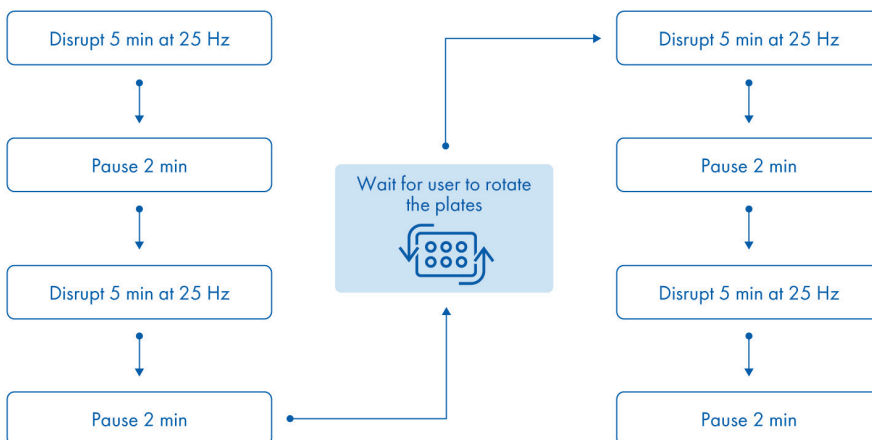 Disrupt 5 min at 25 Hz
Pause 2 min
Disrupt 5 min at 25 Hz
Pause 2 min
Wait for user to rotate
the plates
Disrupt 5 min at 25 Hz
Pause 2 min
Disrupt 5 min at 25 Hz
Pause 2 min